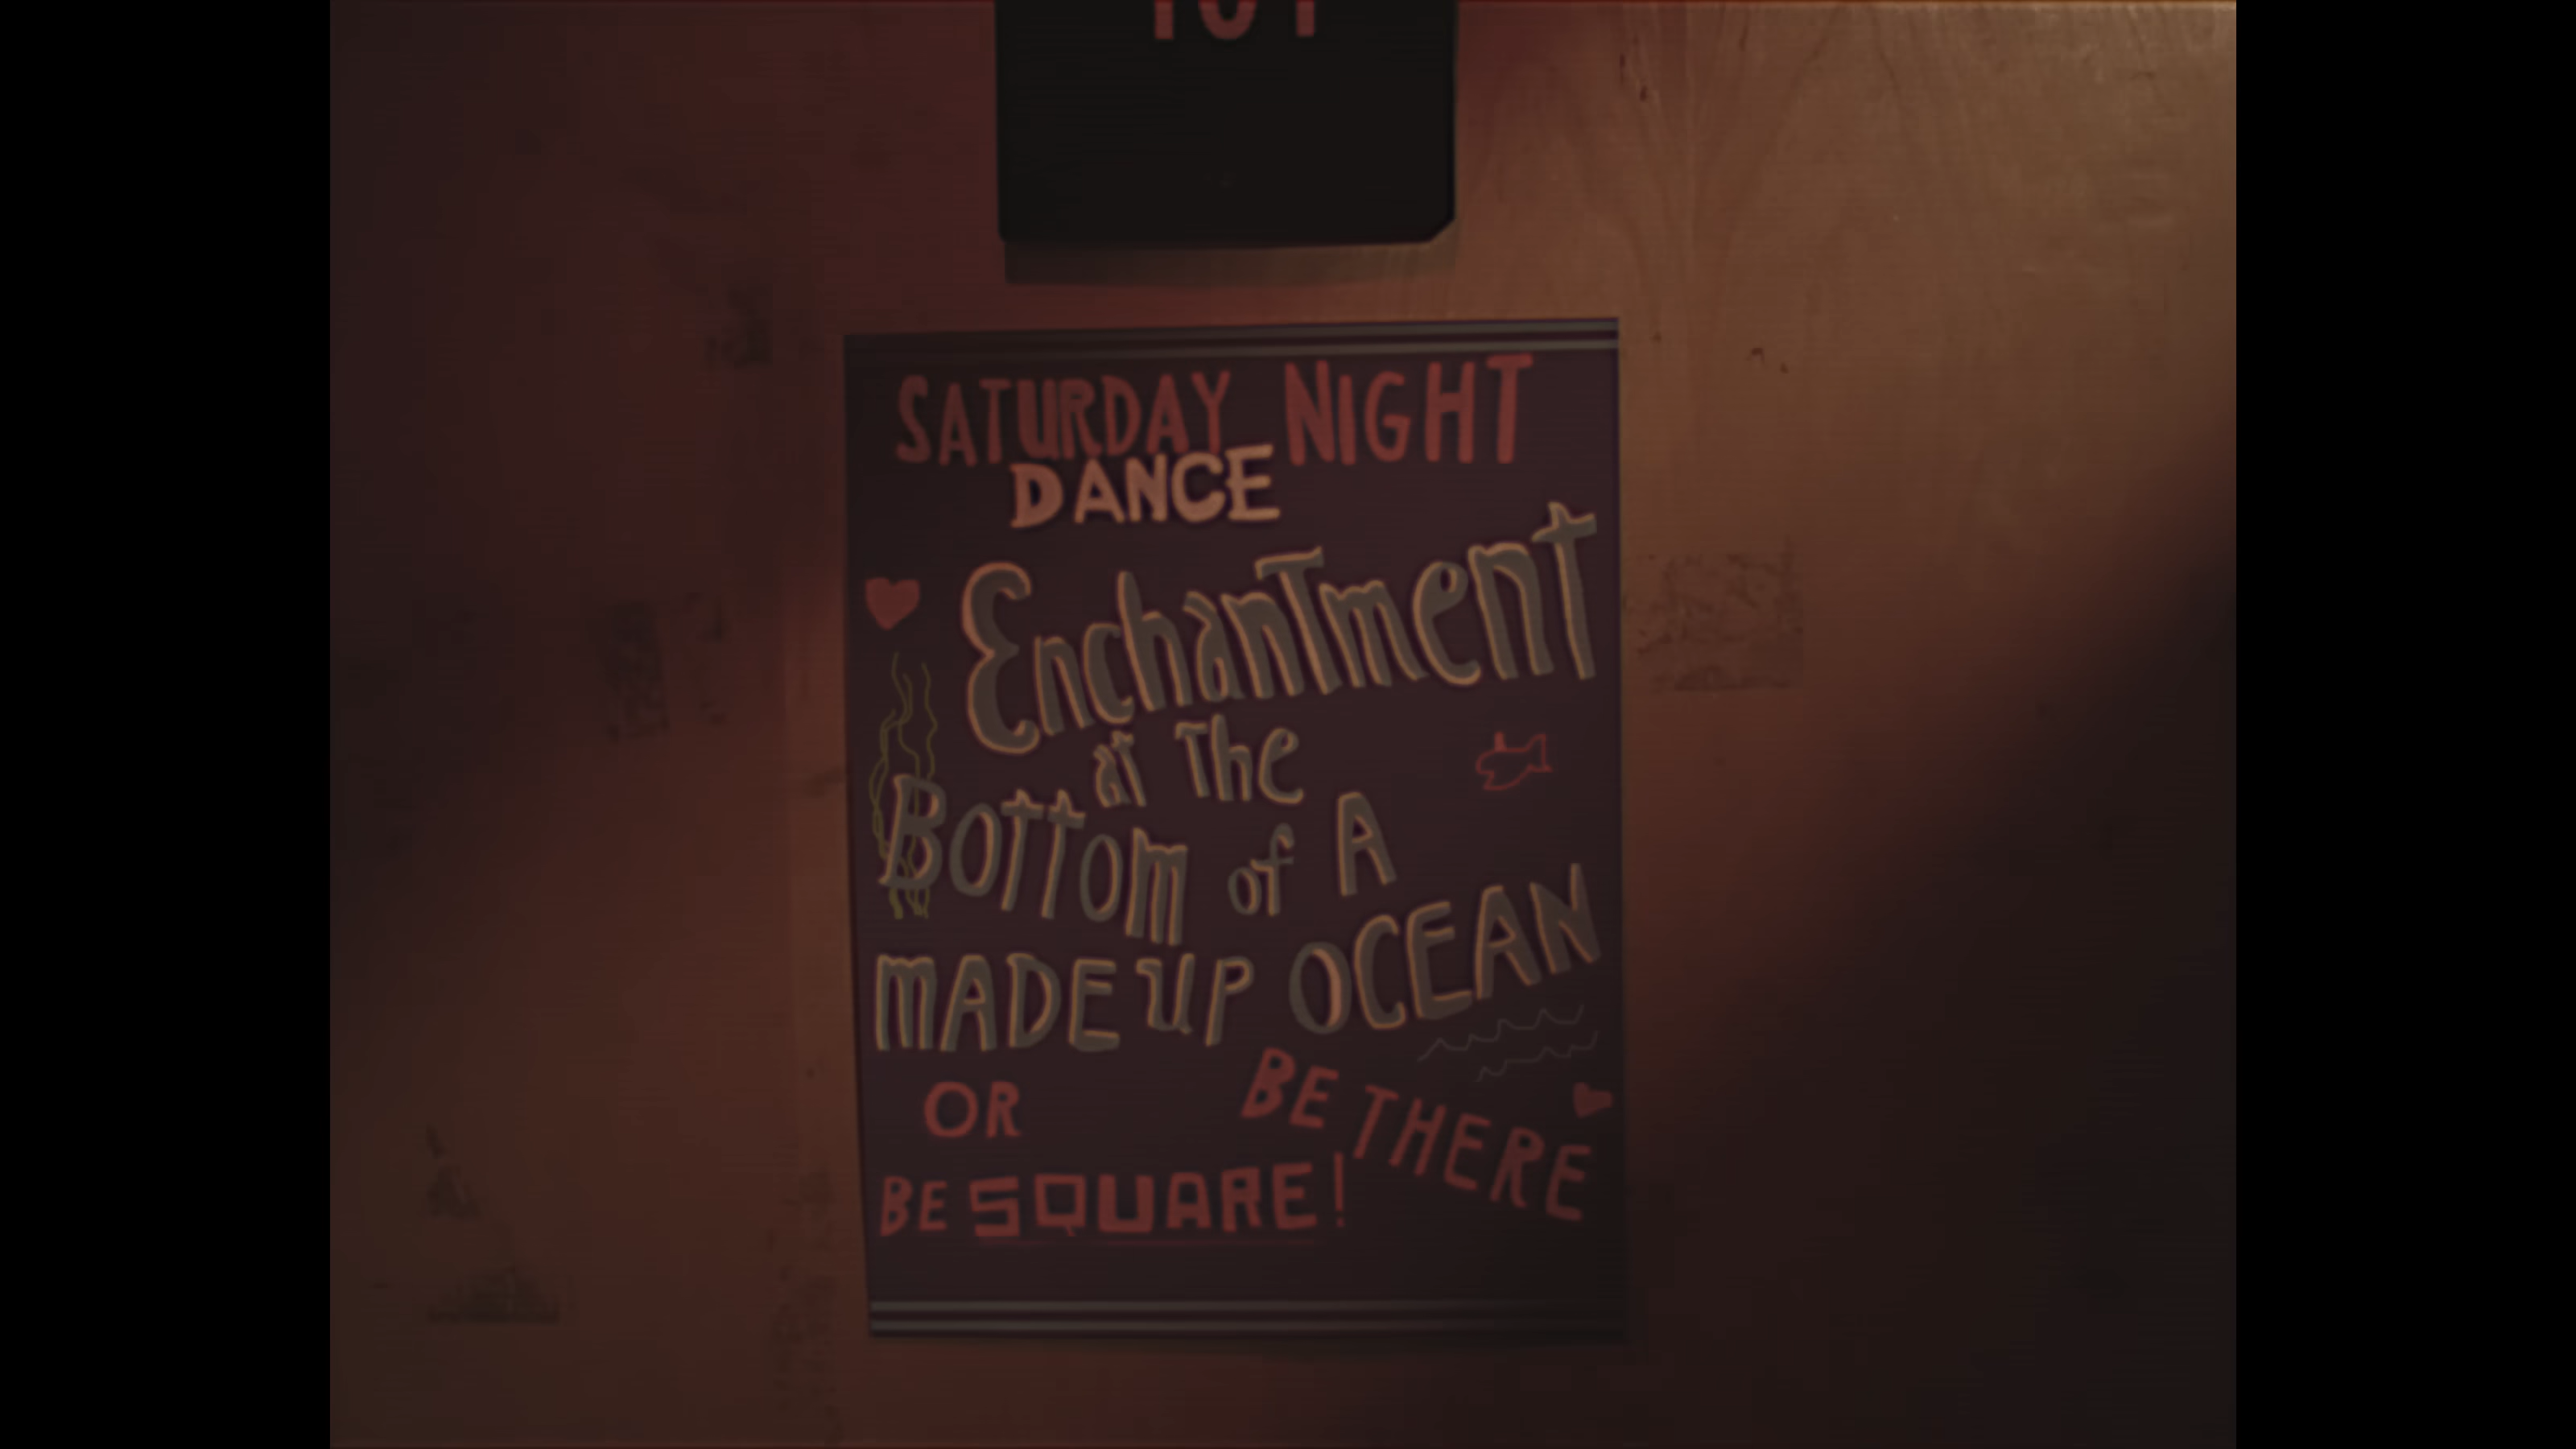 SATURDAY NIGHT
DANCE
EnchanTmenT
at The
BoTTom of A
mADE UP OCEAN
BE THERE
OR
BE SQUARE!